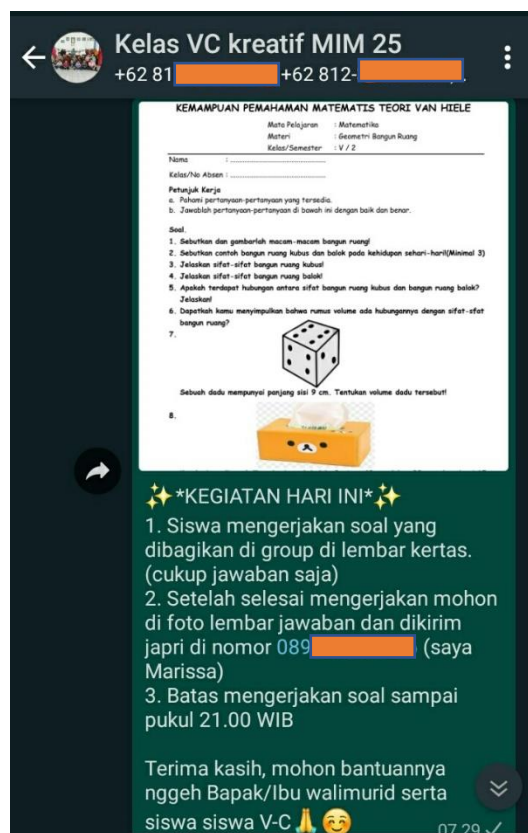 Kelas VC kreatif MIM 25
+62 81 +62 812-
KEMAMPUAN PEMAHAMAN MATEMATIS TEORI VAN HIELE
Mata Pelajaran : Matematika
Materi : Geometri Bangun Ruang
Kelas/Semester : V / 2
Nama :
Kelas/No Absen :
Petunjuk Kerja
a. Pahami pertanyaan-pertanyaan yang tersedia.
b. Jawablah pertanyaan-pertanyaan di bawah ini dengan baik dan benar.
Soal.
1. Sebutkan dan gambarlah macam-macam bangun ruang!
2. Sebutkan contoh bangun ruang kubus dan balok pada kehidupan sehari-hari!(Minimal 3)
3. Jelaskan sifat-sifat bangun ruang kubus!
4. Jelaskan sifat-sifat bangun ruang balok!
5. Apakah terdapat hubungan antara sifat bangun ruang kubus dan bangun ruang balok?
Jelaskan!
6. Dapatkah kamu menyimpulkan bahwa rumus volume ada hubungannya dengan sifat-sfat
bangun ruang?
7.
Sebuah dadu mempunyai panjang sisi 9 cm. Tentukan volume dadu tersebut!
8.
✨*KEGIATAN HARI INI*✨
1. Siswa mengerjakan soal yang
dibagikan di group di lembar kertas.
(cukup jawaban saja)
2. Setelah selesai mengerjakan mohon
di foto lembar jawaban dan dikirim
japri di nomor 089 (saya
Marissa)
3. Batas mengerjakan soal sampai
pukul 21.00 WIB
Terima kasih, mohon bantuannya
nggeh Bapak/Ibu walimurid serta
siswa siswa V-C 🙏☺️
07.29 ✓